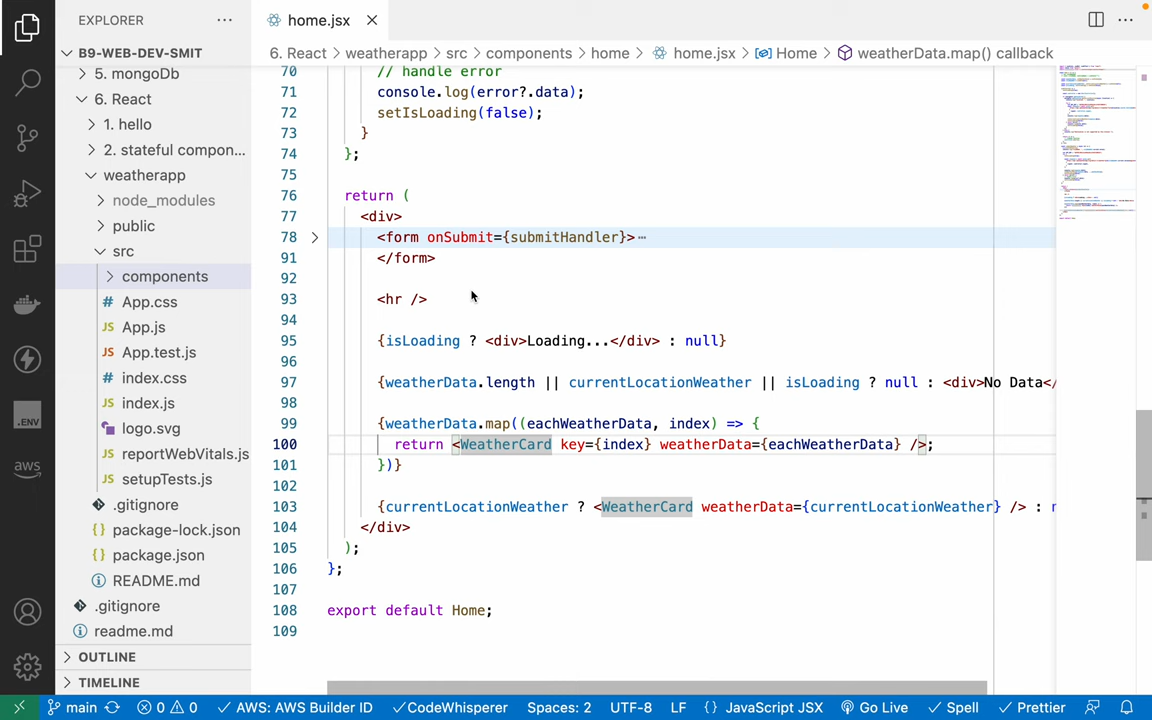 EXPLORER
B9-WEB-DEV-SMIT
5. mongoDb
6. React
1. hello
2. stateful compon...
weatherapp
node_modules
public
src
components
# App.css
JS App.js
JS App.test.js
# index.css
JS index.js
logo.svg
JS reportWebVitals.js
JS setupTests.js
.gitignore
{} package-lock.json
{} package.json
README.md
.gitignore
readme.md
OUTLINE
TIMELINE
.ENV
aws
home.jsx
6. React > weatherapp > src > components > home > home.jsx > Home > weatherData.map() callback
70 // handle error
71 console.log(error?.data);
72 setIsLoading(false);
73 }
74 };
75
76 return (
77 <div>
78 <form onSubmit={submitHandler}>⋯
91 </form>
92
93 <hr />
94
95 {isLoading ? <div>Loading...</div> : null}
96
97 {weatherData.length || currentLocationWeather || isLoading ? null : <div>No Data</
98
99 {weatherData.map((eachWeatherData, index) => {
100 return <WeatherCard key={index} weatherData={eachWeatherData} />;
101 })}
102
103 {currentLocationWeather ? <WeatherCard weatherData={currentLocationWeather} /> : n
104 </div>
105 );
106 };
107
108 export default Home;
109
main 0 0 AWS: AWS Builder ID CodeWhisperer Spaces: 2 UTF-8 LF {} JavaScript JSX Go Live Spell Prettier